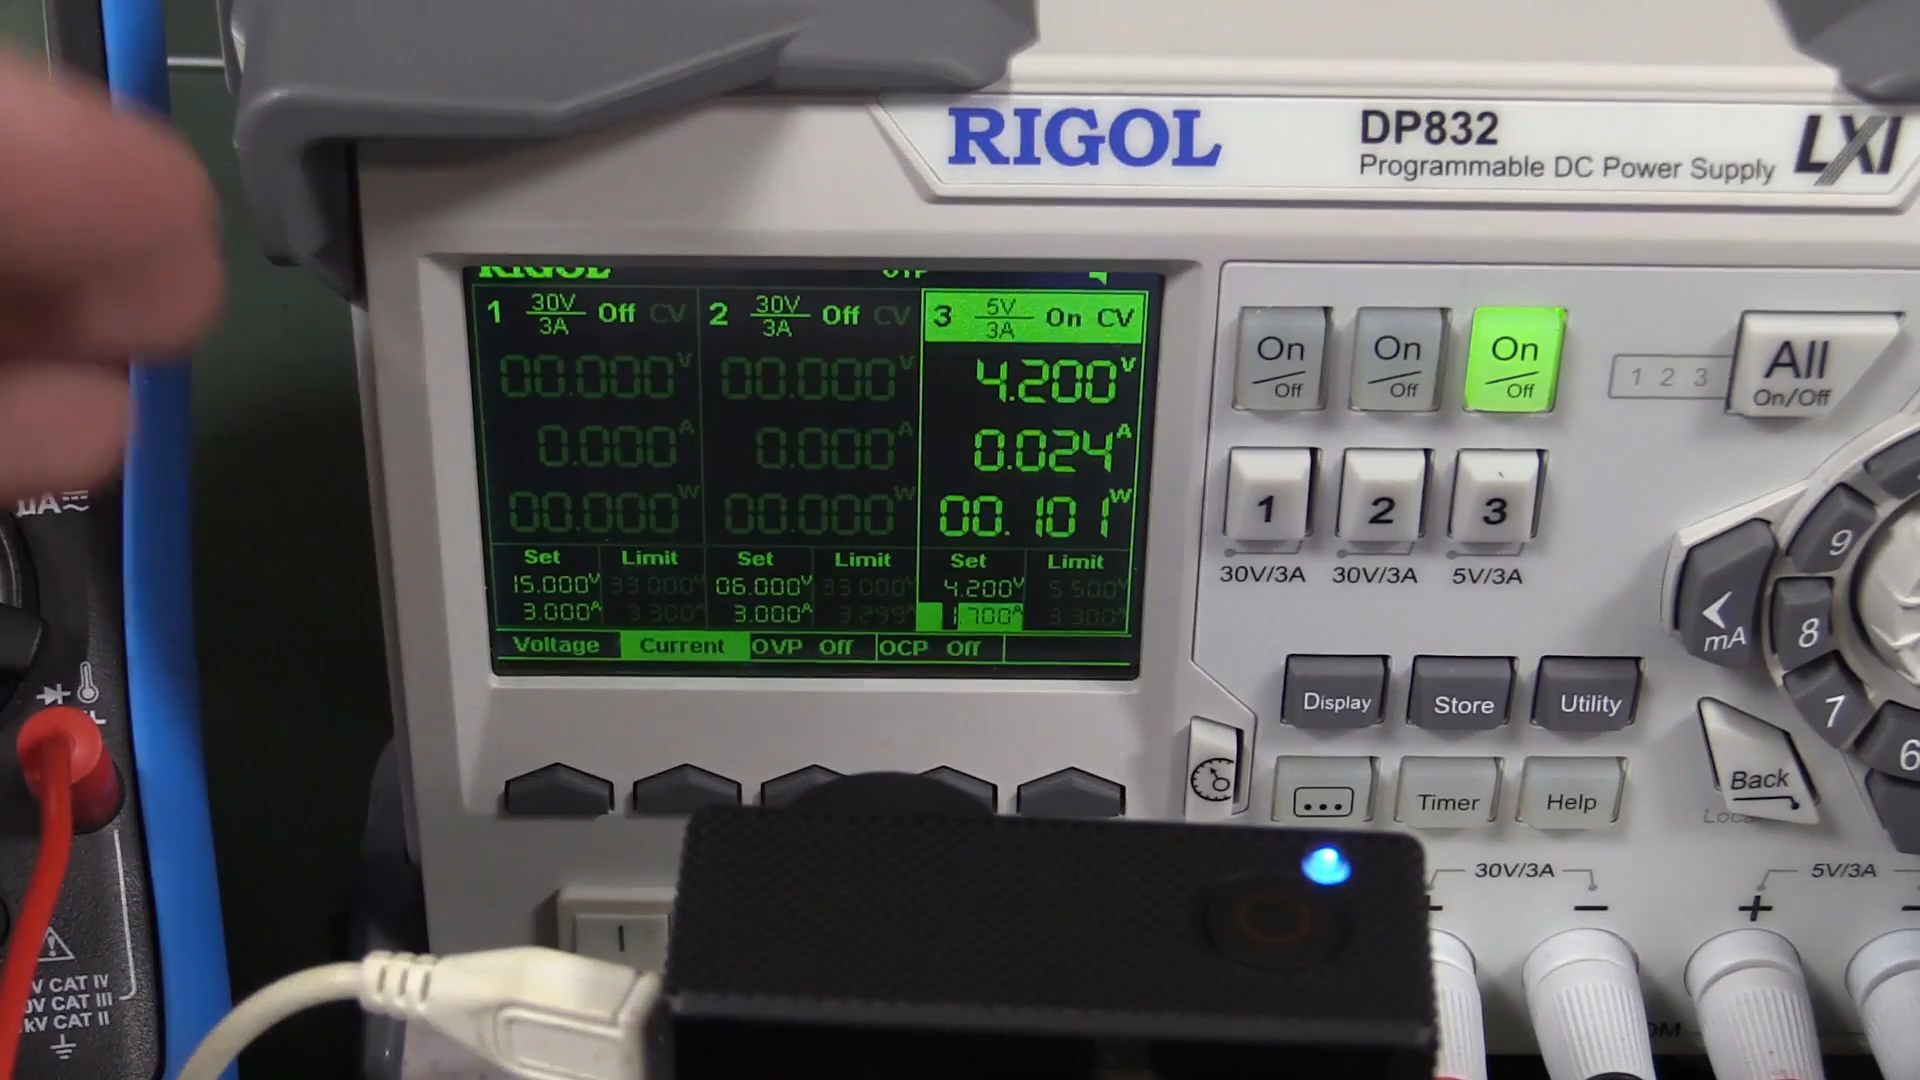 RIGOL
DP832
Programmable DC Power Supply
LXI
RIGOL OTP
1 30V/3A Off CV 2 30V/3A Off CV 3 5V/3A On CV
00.000V 00.000V 4.200V
0.000A 0.000A 0.024A
00.000W 00.000W 00.101W
Set Limit Set Limit Set Limit
15.000V 33.000V 06.000V 33.000V 4.200V 5.500V
3.000A 3.300A 3.000A 3.299A 1.700A 3.300A
Voltage Current OVP Off OCP Off
On/Off On/Off On/Off
1 2 3
All
On/Off
1 2 3
30V/3A 30V/3A 5V/3A
9
mA
8
7
6
Display Store Utility
... Timer Help
Back
30V/3A 5V/3A
− + −
µA
CAT IV
CAT III
kV CAT II